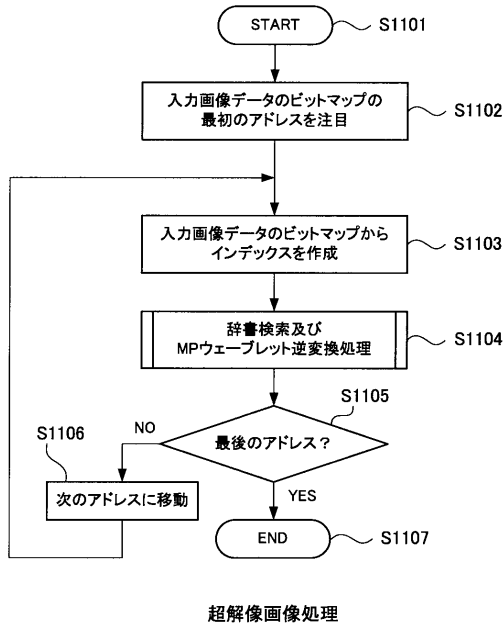 START
S1101
入力画像データのビットマップの
最初のアドレスを注目
S1102
入力画像データのビットマップから
インデックスを作成
S1103
辞書検索及び
MPウェーブレット逆変換処理
S1104
S1105
最後のアドレス？
NO
S1106
次のアドレスに移動
YES
END
S1107
超解像画像処理